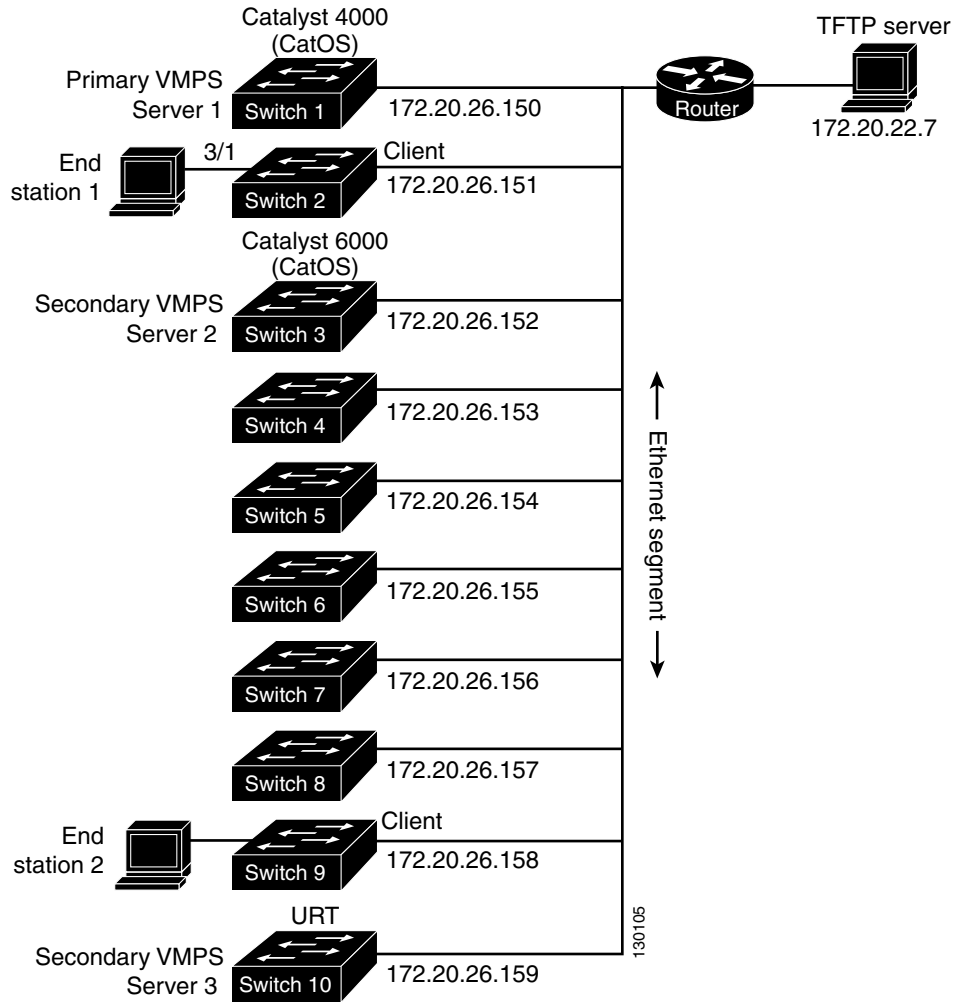 Catalyst 4000
(CatOS)
TFTP server
Primary VMPS
Server 1
Switch 1
172.20.26.150
Router
172.20.22.7
End
station 1
3/1
Client
Switch 2
172.20.26.151
Catalyst 6000
(CatOS)
Secondary VMPS
Server 2
Switch 3
172.20.26.152
Switch 4
172.20.26.153
Ethernet segment
Switch 5
172.20.26.154
Switch 6
172.20.26.155
Switch 7
172.20.26.156
Switch 8
172.20.26.157
End
station 2
Client
Switch 9
172.20.26.158
URT
130105
Secondary VMPS
Server 3
Switch 10
172.20.26.159